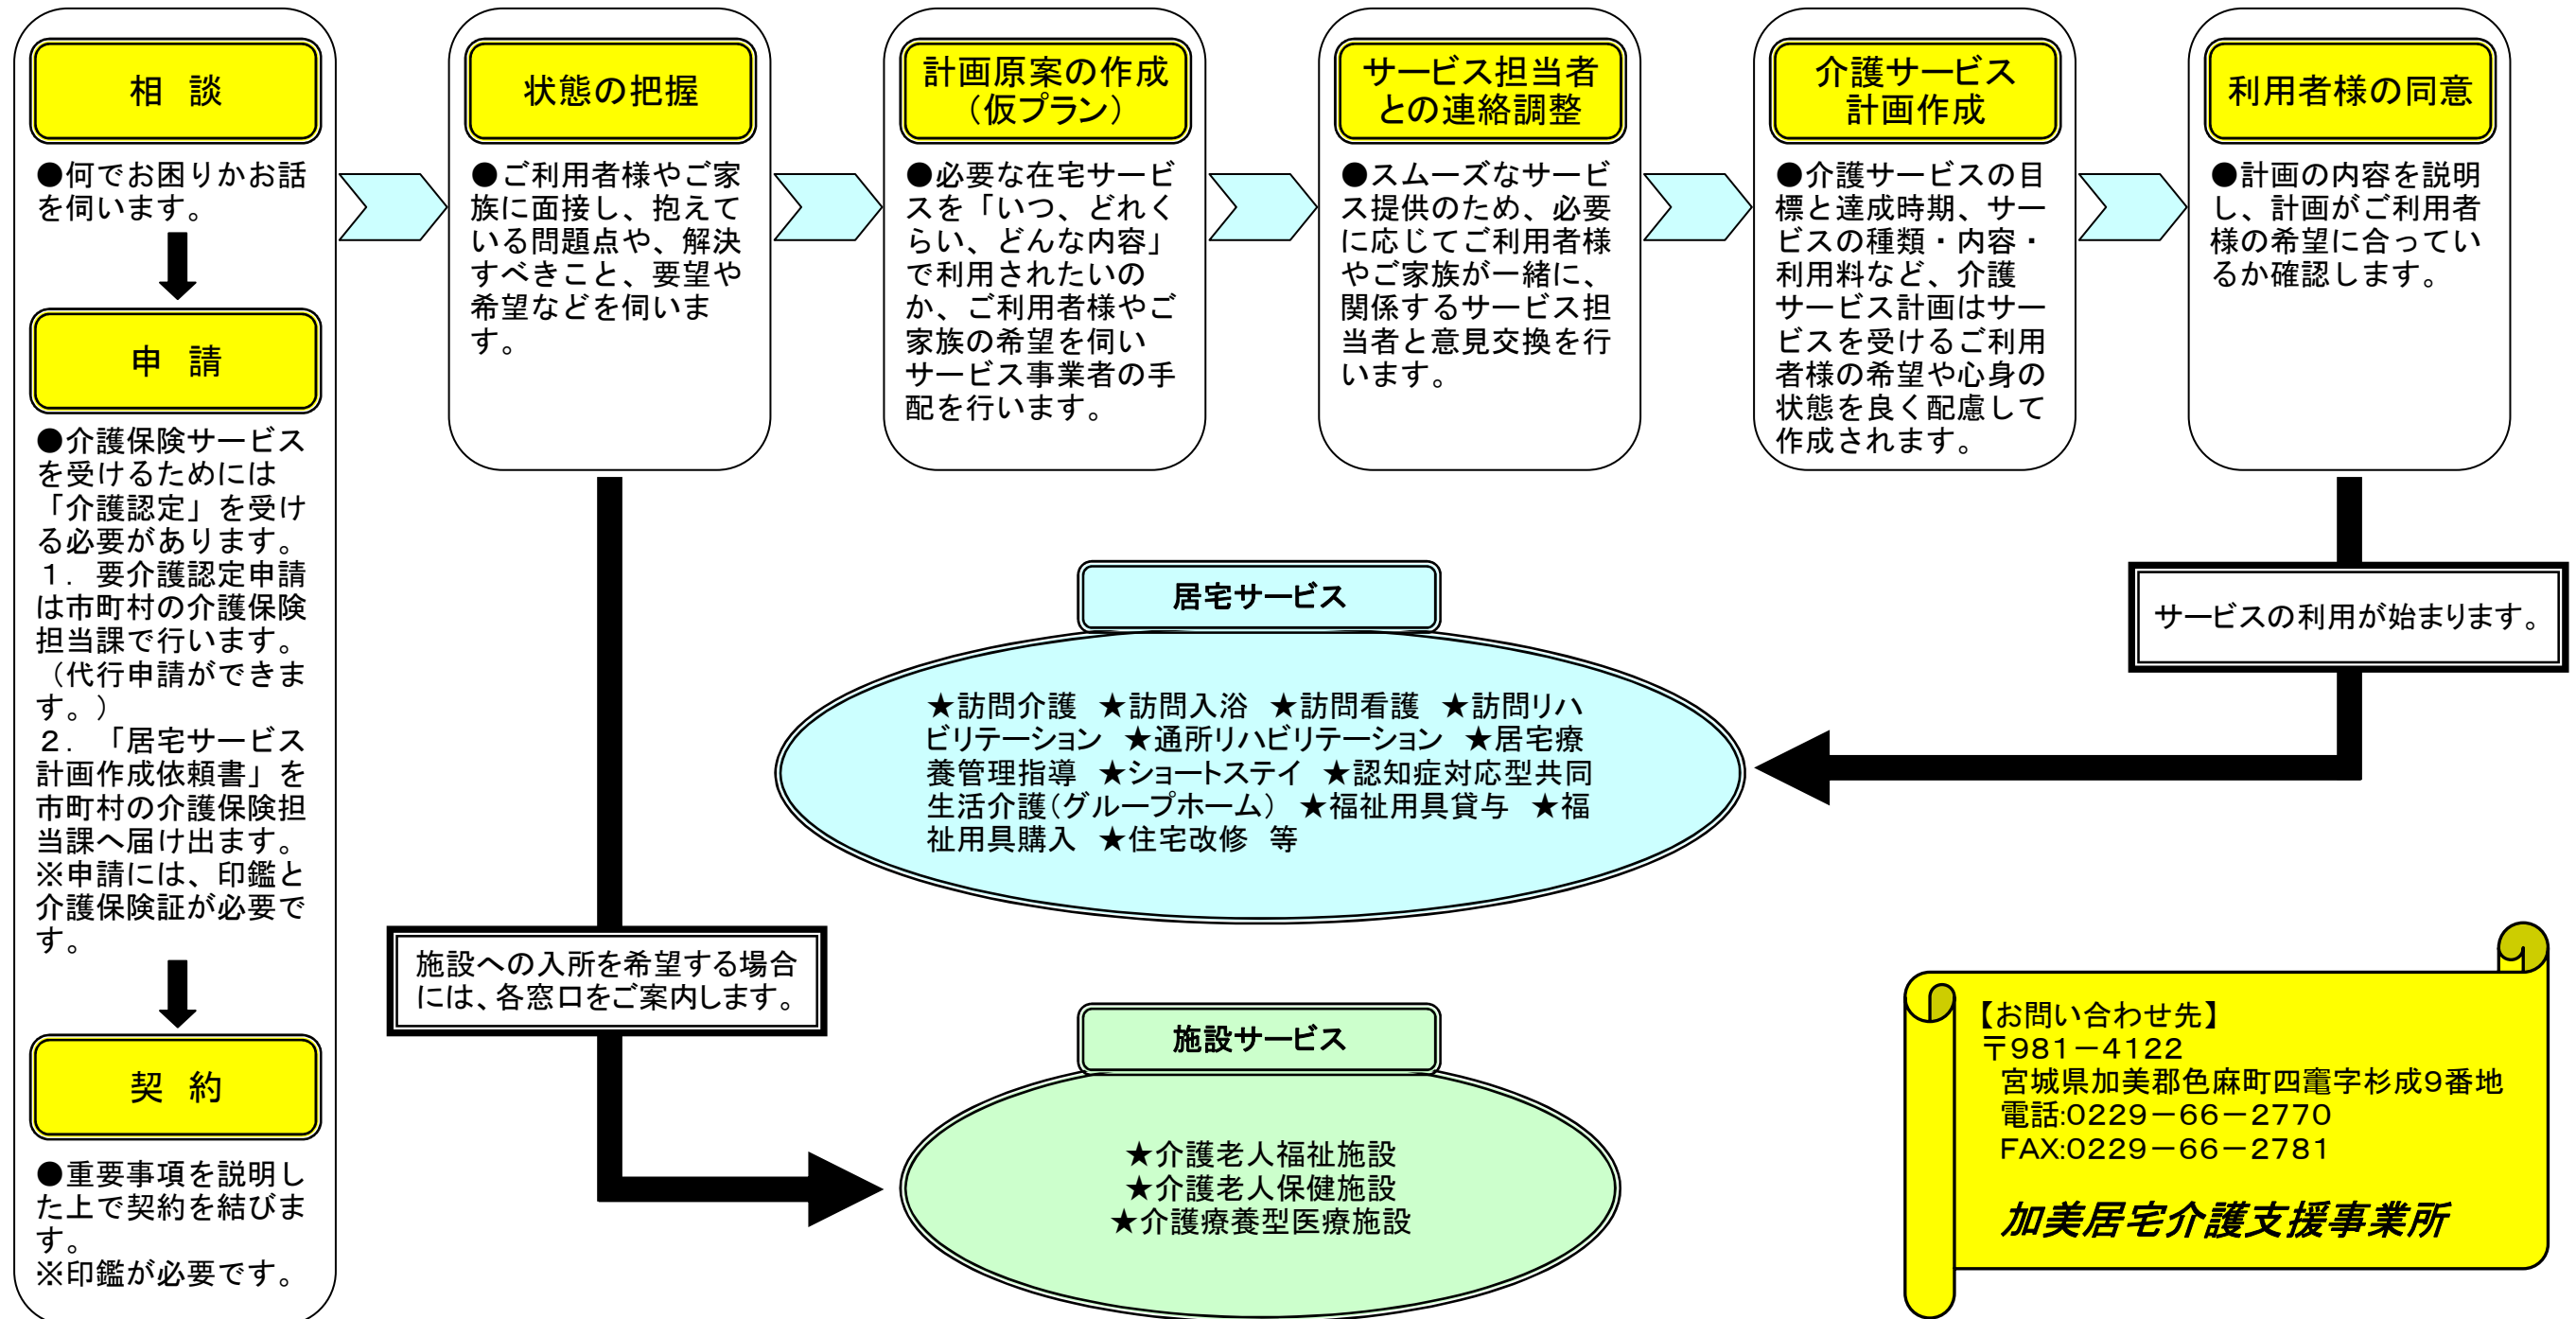 相　談
●何でお困りかお話
を伺います。
申　請
●介護保険サービス
を受けるためには
「介護認定」を受け
る必要があります。
１．要介護認定申請
は市町村の介護保険
担当課で行います。
（代行申請ができま
す。）
２．「居宅サービス
計画作成依頼書」を
市町村の介護保険担
当課へ届け出ます。
※申請には、印鑑と
介護保険証が必要で
す。
契　約
●重要事項を説明し
た上で契約を結びま
す。
※印鑑が必要です。
状態の把握
●ご利用者様やご家
族に面接し、抱えて
いる問題点や、解決
すべきこと、要望や
希望などを伺いま
す。
計画原案の作成
（仮プラン）
●必要な在宅サービ
スを「いつ、どれく
らい、どんな内容」
で利用されたいの
か、ご利用者様やご
家族の希望を伺い
サービス事業者の手
配を行います。
サービス担当者
との連絡調整
●スムーズなサービ
ス提供のため、必要
に応じてご利用者様
やご家族が一緒に、
関係するサービス担
当者と意見交換を行
います。
介護サービス
計画作成
●介護サービスの目
標と達成時期、サー
ビスの種類・内容・
利用料など、介護
サービス計画はサー
ビスを受けるご利用
者様の希望や心身の
状態を良く配慮して
作成されます。
利用者様の同意
●計画の内容を説明
し、計画がご利用者
様の希望に合ってい
るか確認します。
サービスの利用が始まります。
居宅サービス
★訪問介護　★訪問入浴　★訪問看護　★訪問リハ
ビリテーション　★通所リハビリテーション　★居宅療
養管理指導　★ショートステイ　★認知症対応型共同
生活介護（グループホーム）　★福祉用具貸与　★福
祉用具購入　★住宅改修　等
施設への入所を希望する場合
には、各窓口をご案内します。
施設サービス
★介護老人福祉施設
★介護老人保健施設
★介護療養型医療施設
【お問い合わせ先】
〒981－4122
宮城県加美郡色麻町四竈字杉成９番地
電話:0229－66－2770
FAX:0229－66－2781
加美居宅介護支援事業所